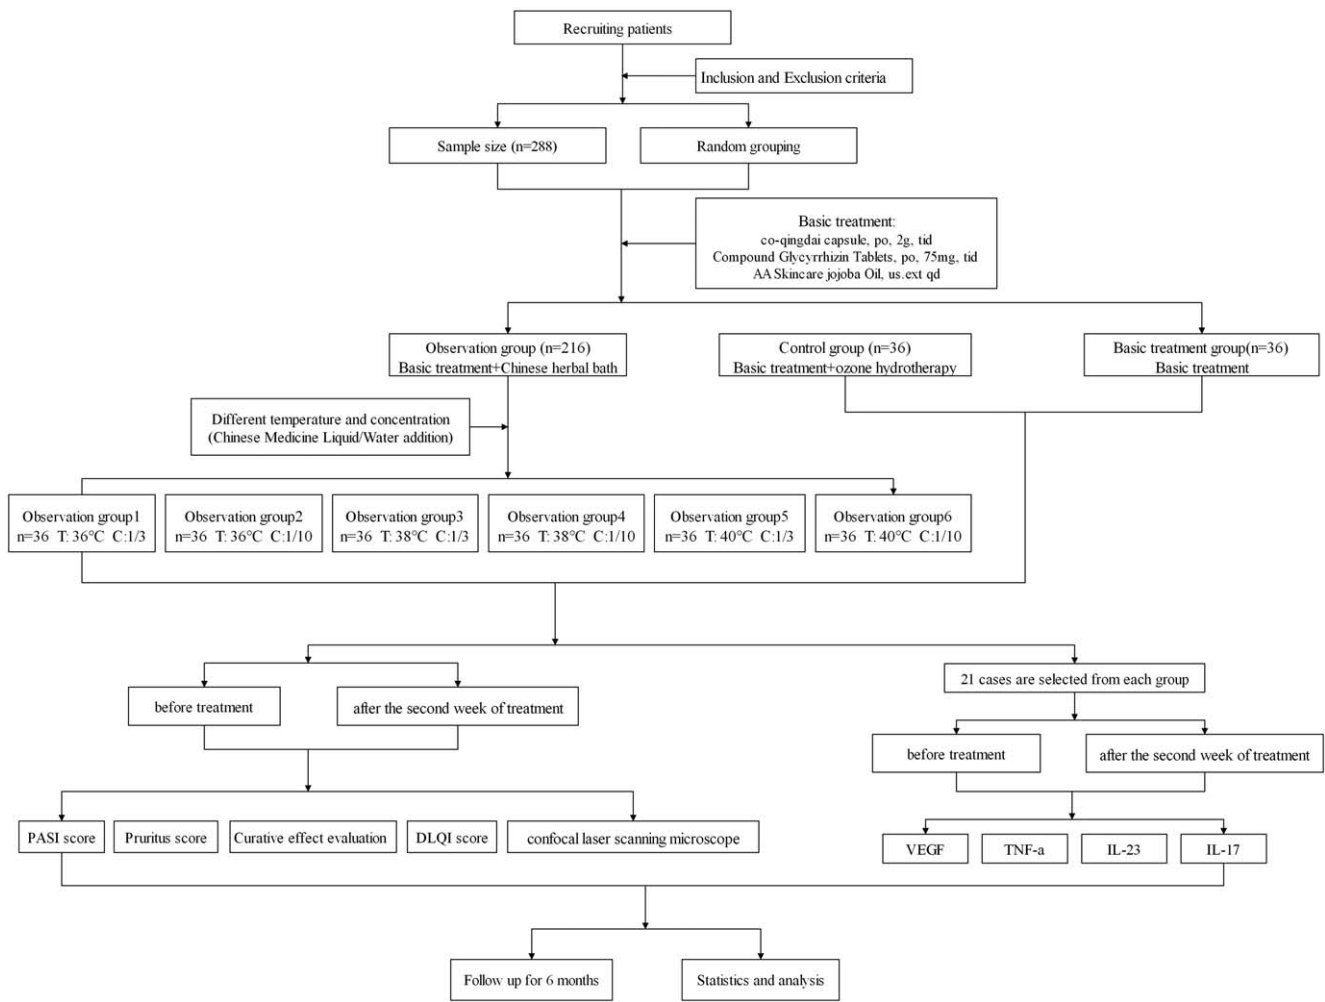 Recruiting patients
Inclusion and Exclusion criteria
Sample size (n=288)
Random grouping
Basic treatment:
co-qingdai capsule, po, 2g, tid
Compound Glycyrrhizin Tablets, po, 75mg, tid
AA Skincare jojoba Oil, us.ext qd
Observation group (n=216)
Basic treatment+Chinese herbal bath
Control group (n=36)
Basic treatment+ozone hydrotherapy
Basic treatment group(n=36)
Basic treatment
Different temperature and concentration
(Chinese Medicine Liquid/Water addition)
Observation group1
n=36 T: 36°C C:1/3
Observation group2
n=36 T: 36°C C:1/10
Observation group3
n=36 T: 38°C C:1/3
Observation group4
n=36 T: 38°C C:1/10
Observation group5
n=36 T: 40°C C:1/3
Observation group6
n=36 T: 40°C C:1/10
before treatment
after the second week of treatment
21 cases are selected from each group
before treatment
after the second week of treatment
PASI score
Pruritus score
Curative effect evaluation
DLQI score
confocal laser scanning microscope
VEGF
TNF-a
IL-23
IL-17
Follow up for 6 months
Statistics and analysis